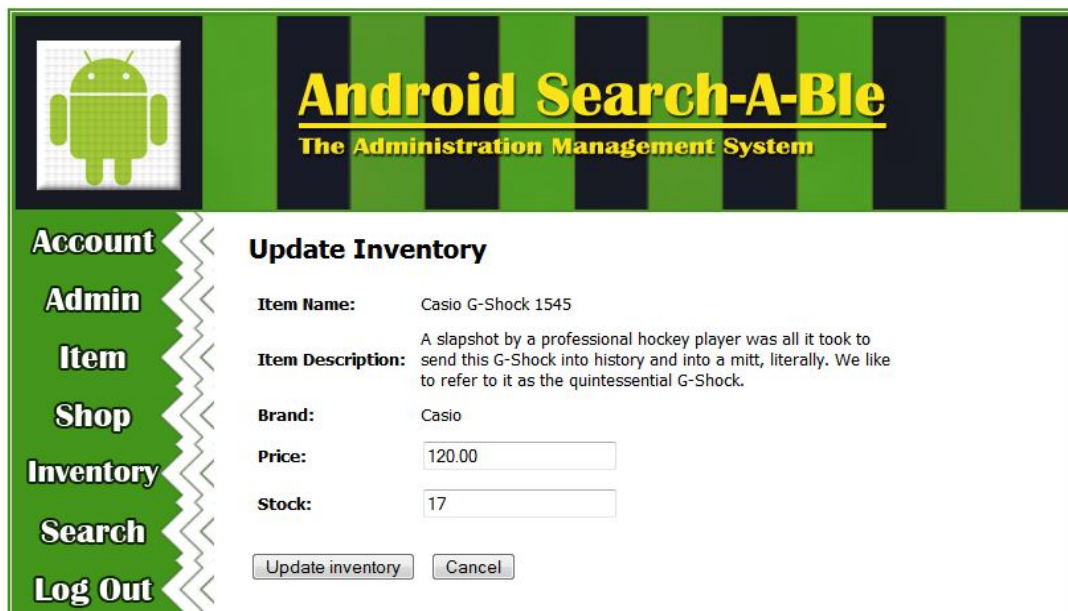 Android Search-A-Ble
The Administration Management System
Account
Admin
Item
Shop
Inventory
Search
Log Out
Update Inventory
Item Name: Casio G-Shock 1545
Item Description: A slapshot by a professional hockey player was all it took to
send this G-Shock into history and into a mitt, literally. We like
to refer to it as the quintessential G-Shock.
Brand: Casio
Price: 120.00
Stock: 17
Update inventory Cancel